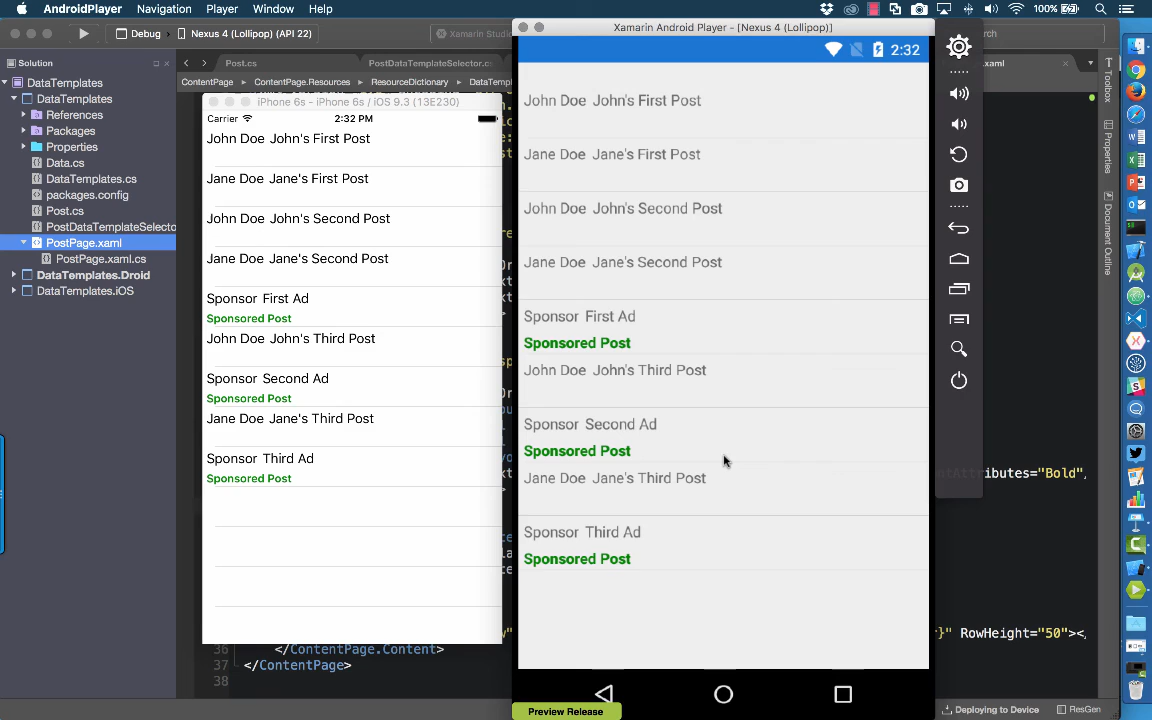 AndroidPlayer Navigation Player Window Help 100%
Debug Nexus 4 (Lollipop) (API 22)
Xamarin Studio
Xamarin Android Player - [Nexus 4 (Lollipop)]
Solution
Post.cs
PostDataTemplateSelector.cs
ContentPage
ContentPage.Resources
ResourceDictionary
Toolbox
Properties
Document Outline
DataTemplates
DataTemplates
References
Packages
Properties
Data.cs
DataTemplates.cs
packages.config
Post.cs
PostDataTemplateSelecto
PostPage.xaml
PostPage.xaml.cs
DataTemplates.Droid
DataTemplates.iOS
iPhone 6s - iPhone 6s / iOS 9.3 (13E230)
Carrier 2:32 PM
John Doe John's First Post
Jane Doe Jane's First Post
John Doe John's Second Post
Jane Doe Jane's Second Post
Sponsor First Ad
Sponsored Post
John Doe John's Third Post
Sponsor Second Ad
Sponsored Post
Jane Doe Jane's Third Post
Sponsor Third Ad
Sponsored Post
2:32
John Doe John's First Post
Jane Doe Jane's First Post
John Doe John's Second Post
Jane Doe Jane's Second Post
Sponsor First Ad
Sponsored Post
John Doe John's Third Post
Sponsor Second Ad
Sponsored Post
Jane Doe Jane's Third Post
Sponsor Third Ad
Sponsored Post
Preview Release
}" RowHeight="50"></
36 </ContentPage.Content>
37 </ContentPage>
38
Deploying to Device ResGen